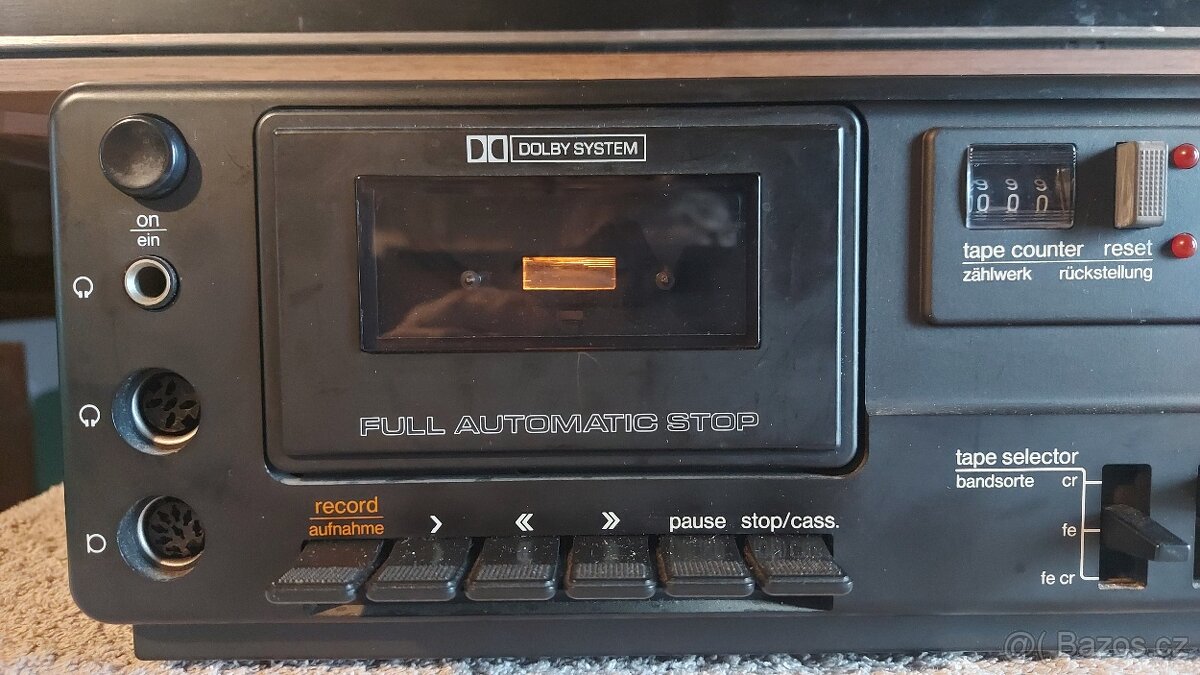 DOLBY SYSTEM
on
ein
FULL AUTOMATIC STOP
record
aufnahme
pause
stop/cass.
000
tape counter reset
zählwerk rückstellung
tape selector
bandsorte cr
fe
fe cr
@( Bazos.cz